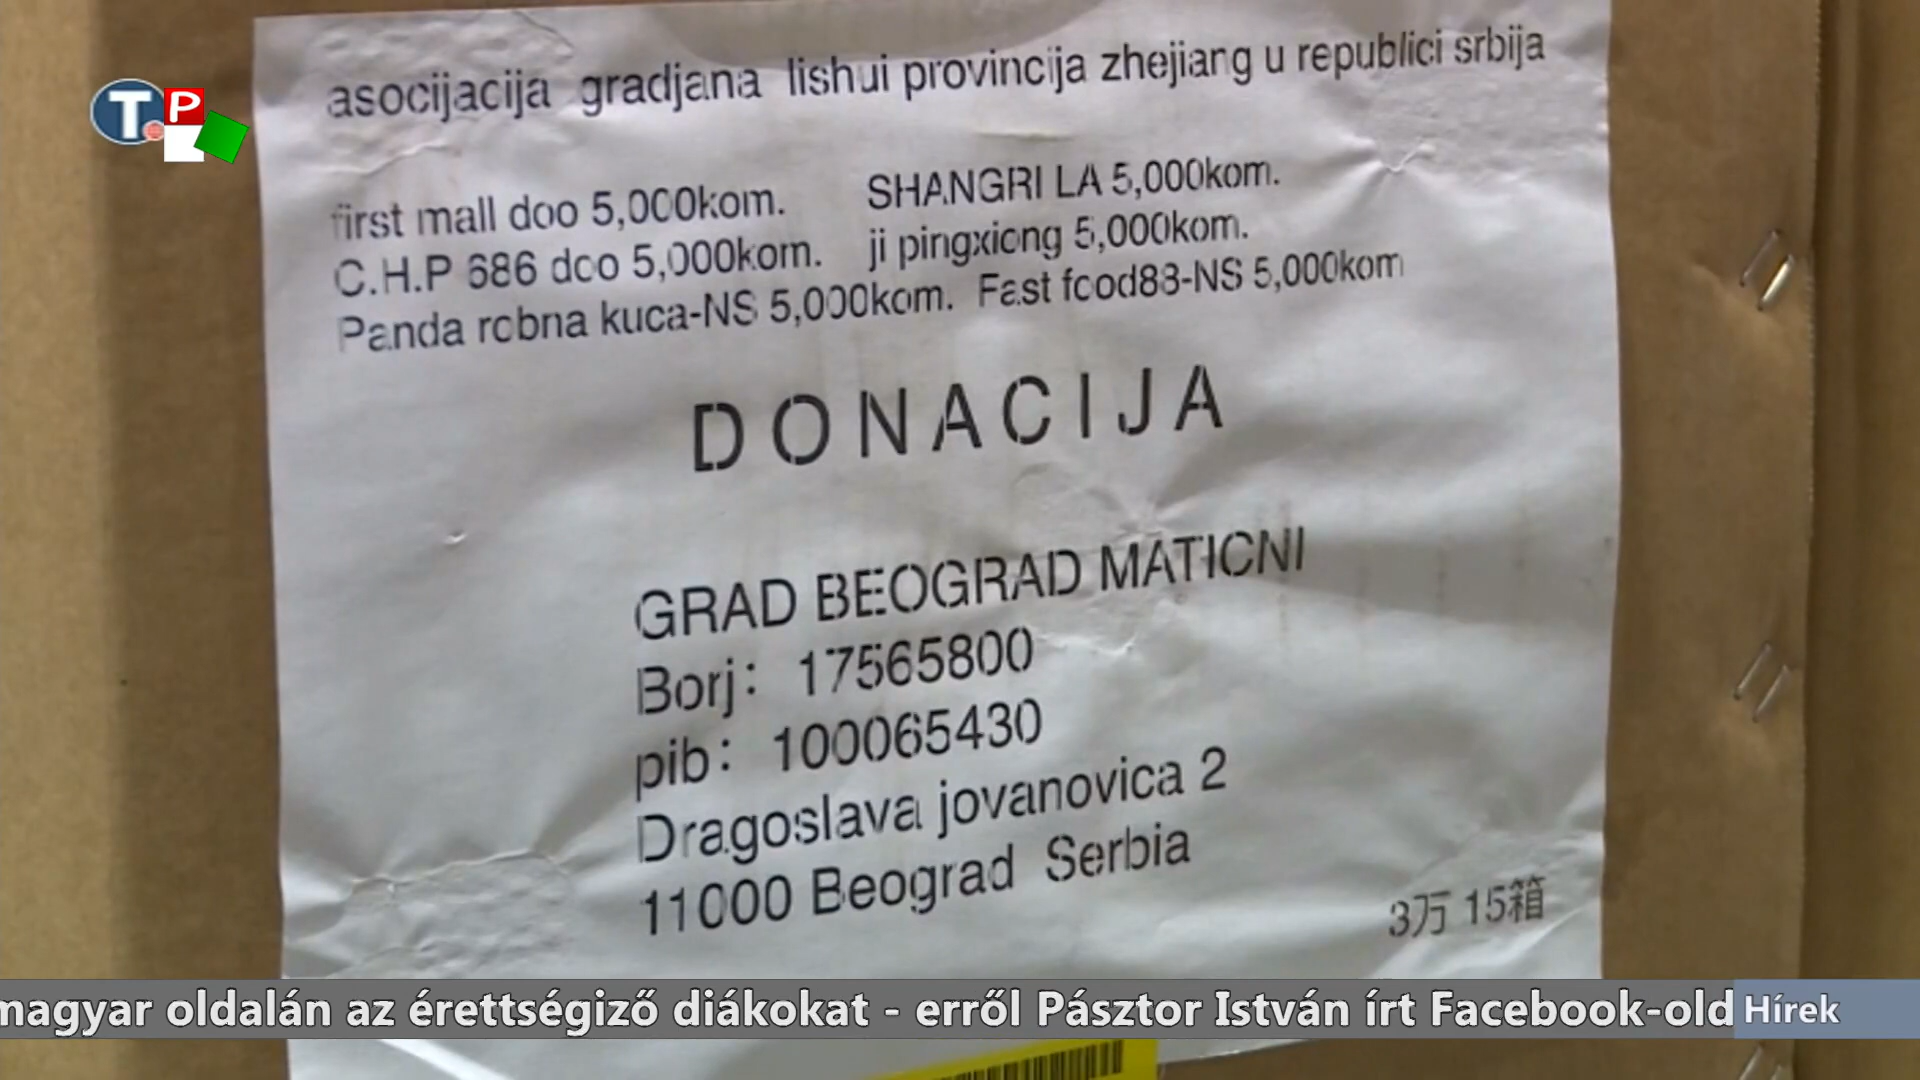 asocijacija gradjana lishui provincija zhejiang u republici srbija
T. P
first mall doo 5,000kom. SHANGRI LA 5,000kom.
C.H.P 686 doo 5,000kom. ji pingxiong 5,000kom.
Panda robna kuca-NS 5,000kom. Fast food88-NS 5,000kom
DONACIJA
GRAD BEOGRAD MATICNI
Borj: 17565800
pib: 100065430
Dragoslava jovanovica 2
11000 Beograd Serbia
3万 15箱
magyar oldalán az érettségiző diákokat - erről Pásztor István írt Facebook-old
Hírek